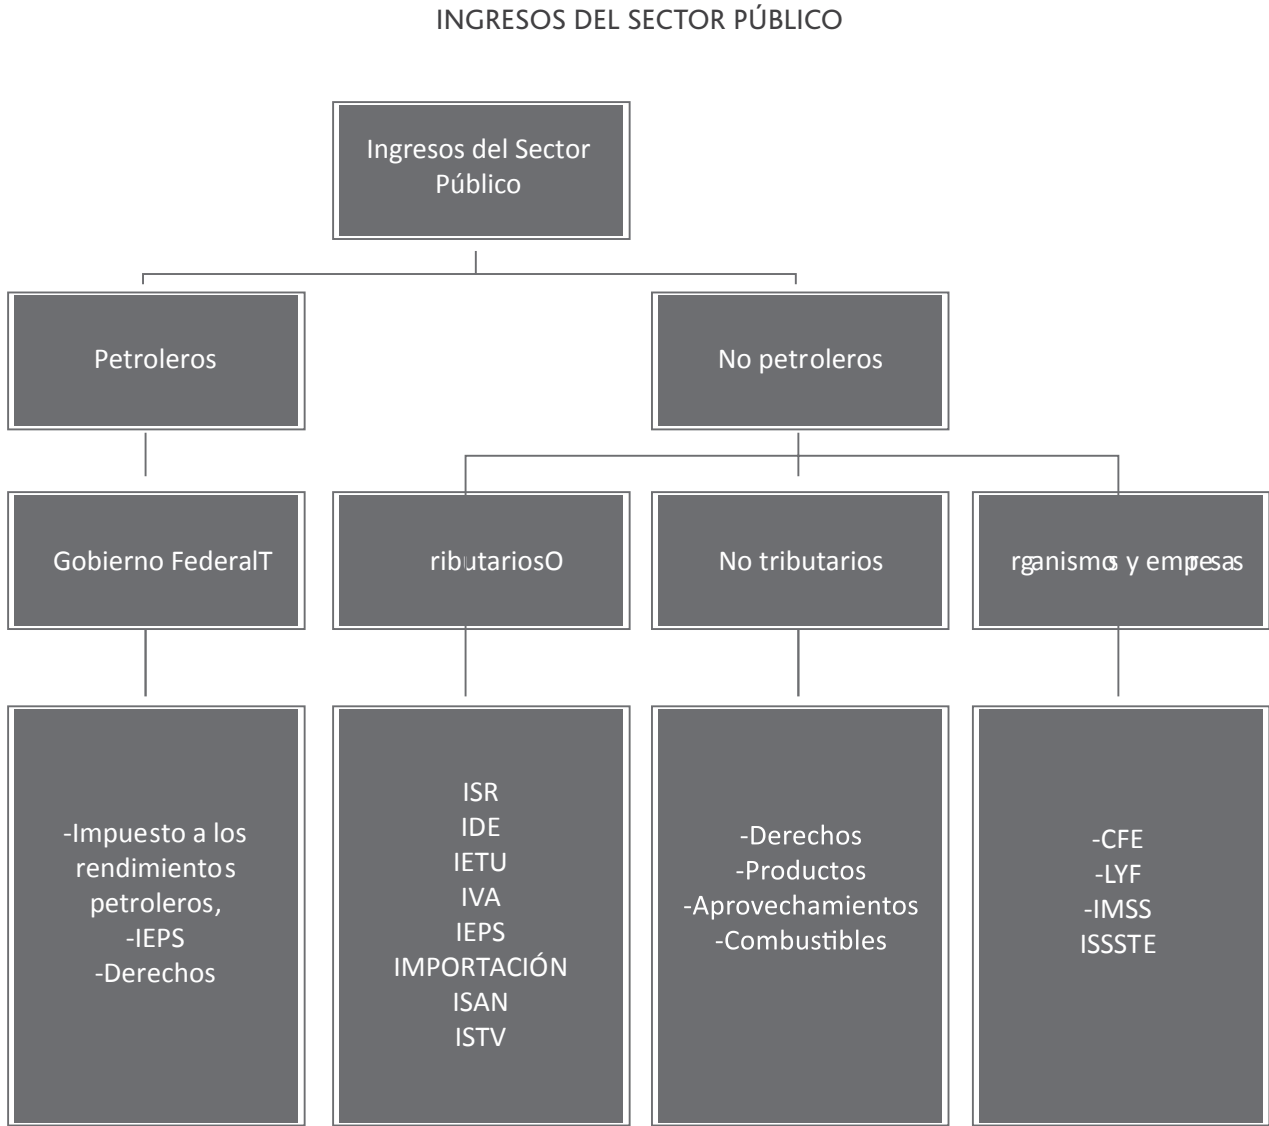 INGRESOS DEL SECTOR PÚBLICO
Ingresos del Sector
Público
Petroleros
No petroleros
Gobierno FederalT
ributariosO
No tributarios
rganismos y empresas
-Impuesto a los
rendimientos
petroleros,
-IEPS
-Derechos
ISR
IDE
IETU
IVA
IEPS
IMPORTACIÓN
ISAN
ISTV
-Derechos
-Productos
-Aprovechamientos
-Combustibles
-CFE
-LYF
-IMSS
ISSSTE